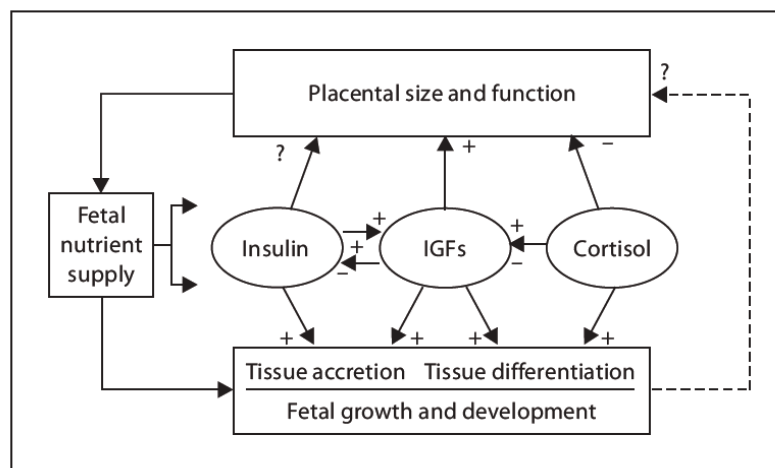 ?
Placental size and function
? + –
Fetal
nutrient
supply
Insulin
+
+
–
IGFs
+
–
Cortisol
+ + + +
Tissue accretion Tissue differentiation
Fetal growth and development